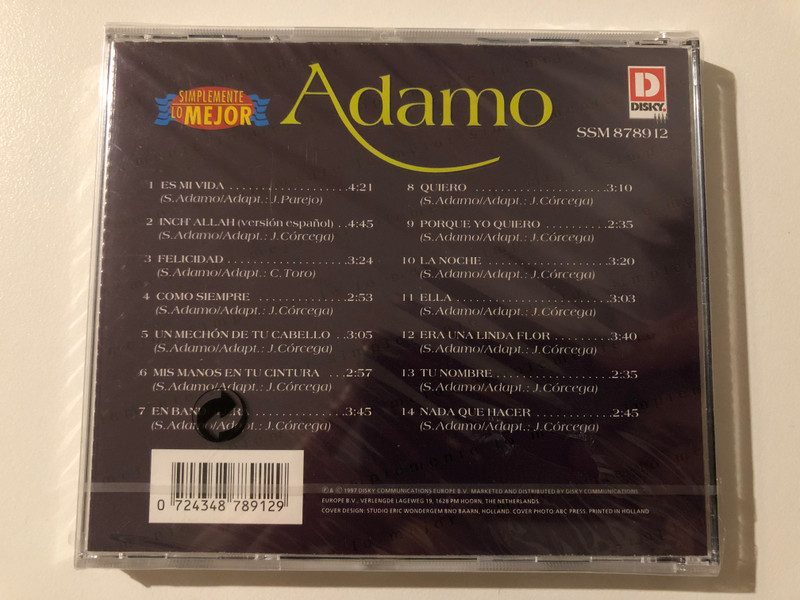 SIMPLEMENTE
LO MEJOR
Adamo
D
DISKY.
SSM 878912
1 ES MI VIDA ..................4:21
(S.Adamo/Adapt.: J.Parejo)
2 INCH' ALLAH (versión español) ..4:45
(S.Adamo/Adapt.: J.Córcega)
3 FELICIDAD ..................3:24
(S.Adamo/Adapt.: C.Toro)
4 COMO SIEMPRE .............2:53
(S.Adamo/Adapt.: J.Córcega)
5 UN MECHÓN DE TU CABELLO ..3:05
(S.Adamo/Adapt.: J.Córcega)
6 MIS MANOS EN TU CINTURA ...2:57
(S.Adamo/Adapt.: J.Córcega)
7 EN ..................3:45
(S.Adamo/Adapt.: J.Córcega)
8 QUIERO ...................3:10
(S.Adamo/Adapt.: J.Córcega)
9 PORQUE YO QUIERO .........2:35
(S.Adamo/Adapt.: J.Córcega)
10 LA NOCHE ..................3:20
(S.Adamo/Adapt.: J.Córcega)
11 ELLA ......................3:03
(S.Adamo/Adapt.: J.Córcega)
12 ERA UNA LINDA FLOR ........3:40
(S.Adamo/Adapt.: J.Córcega)
13 TU NOMBRE ................2:35
(S.Adamo/Adapt.: J.Córcega)
14 NADA QUE HACER ...........2:45
(S.Adamo/Adapt.: J.Córcega)
0 724348 789129
℗ & © 1997 DISKY COMMUNICATIONS EUROPE B.V. MARKETED AND DISTRIBUTED BY DISKY COMMUNICATIONS
EUROPE B.V., VERLENGDE LAGEWEG 19, 1628 PM HOORN, THE NETHERLANDS.
COVER DESIGN: STUDIO ERIC WONDERGEM BNO BAARN, HOLLAND. COVER PHOTO: ABC PRESS. PRINTED IN HOLLAND